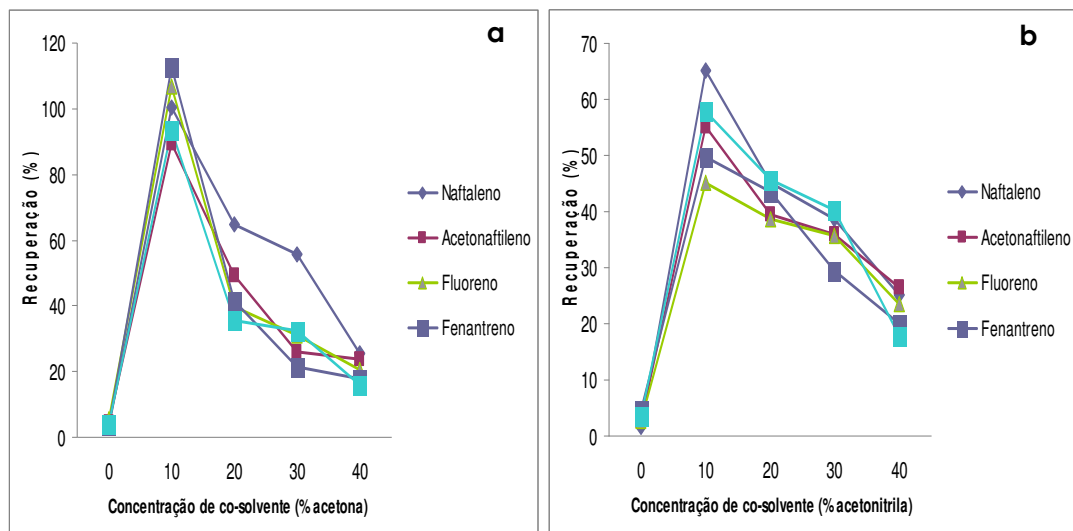 a
Recuperação (%)
120
100
80
60
40
20
0
0 10 20 30 40
Concentração de co-solvente (% acetona)
Naftaleno
Acetonaftileno
Fluoreno
Fenantreno
b
Recuperação (%)
70
60
50
40
30
20
10
0
0 10 20 30 40
Concentração de co-solvente (% acetonitrila)
Naftaleno
Acetonaftileno
Fluoreno
Fenantreno